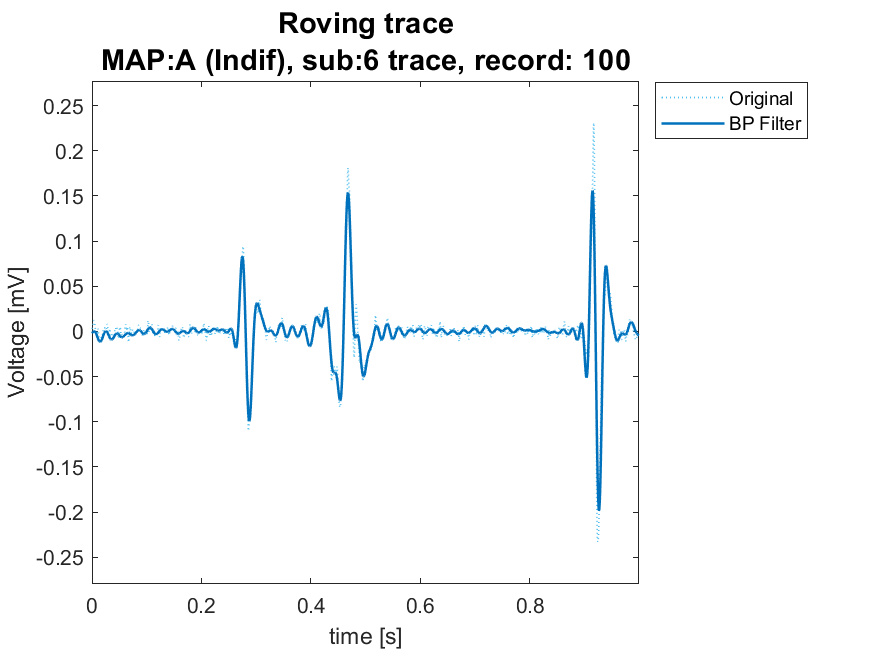 Roving trace
MAP:A (Indif), sub:6 trace, record: 100
Original
BP Filter
0.25
0.2
0.15
0.1
0.05
0
-0.05
-0.1
-0.15
-0.2
-0.25
Voltage [mV]
0 0.2 0.4 0.6 0.8
time [s]